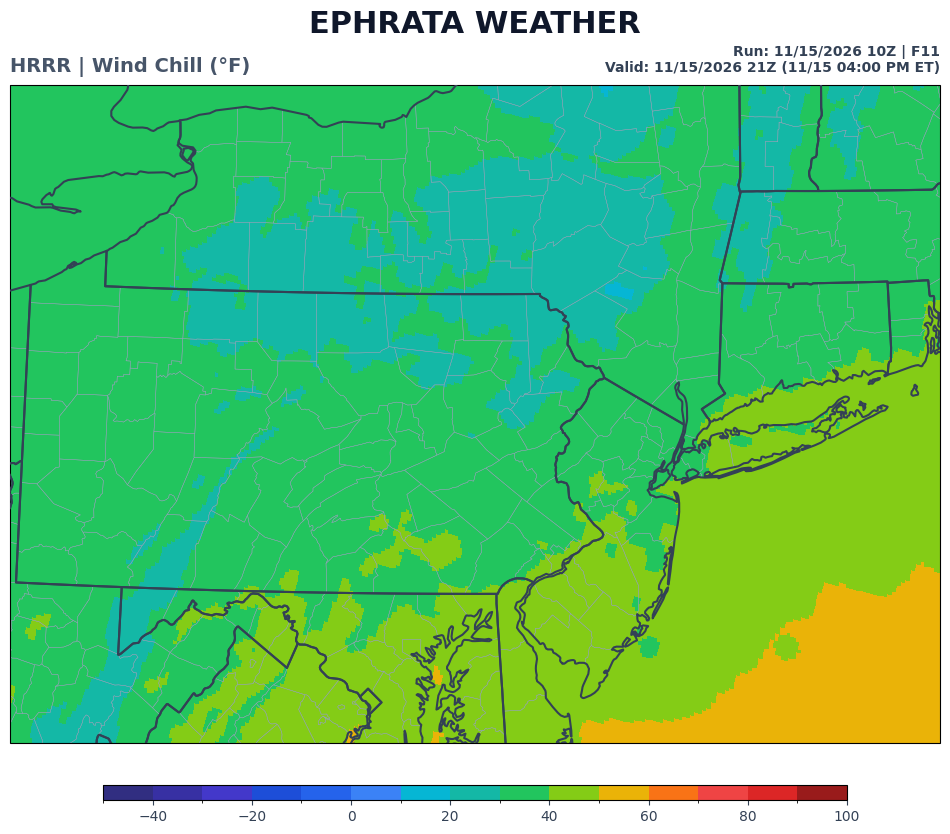 EPHRATA WEATHER
HRRR | Wind Chill (°F)
Run: 11/15/2026 10Z | F11
Valid: 11/15/2026 21Z (11/15 04:00 PM ET)
−40 −20 0 20 40 60 80 100